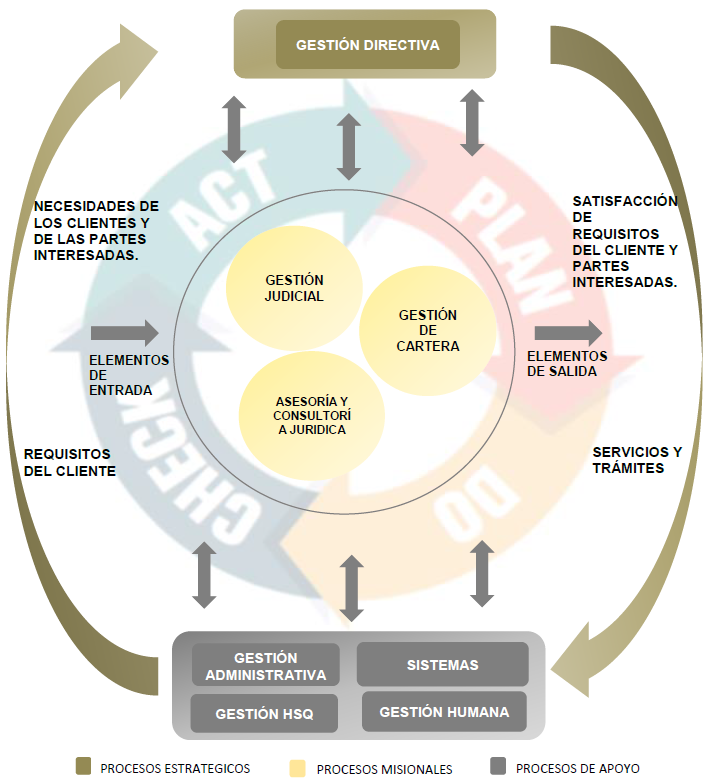 GESTIÓN DIRECTIVA
ACT
PLAN
NECESIDADES DE
LOS CLIENTES Y
DE LAS PARTES
INTERESADAS.
SATISFACCIÓN
DE
REQUISITOS
DEL CLIENTE Y
PARTES
INTERESADAS.
GESTIÓN
JUDICIAL
GESTIÓN
DE
CARTERA
ELEMENTOS
DE
ENTRADA
ELEMENTOS
DE SALIDA
ASESORÍA Y
CONSULTORÍ
A JURIDICA
REQUISITOS
DEL CLIENTE
SERVICIOS Y
TRÁMITES
CHECK
DO
GESTIÓN
ADMINISTRATIVA
SISTEMAS
GESTIÓN HSQ
GESTIÓN HUMANA
PROCESOS ESTRATEGICOS
PROCESOS MISIONALES
PROCESOS DE APOYO